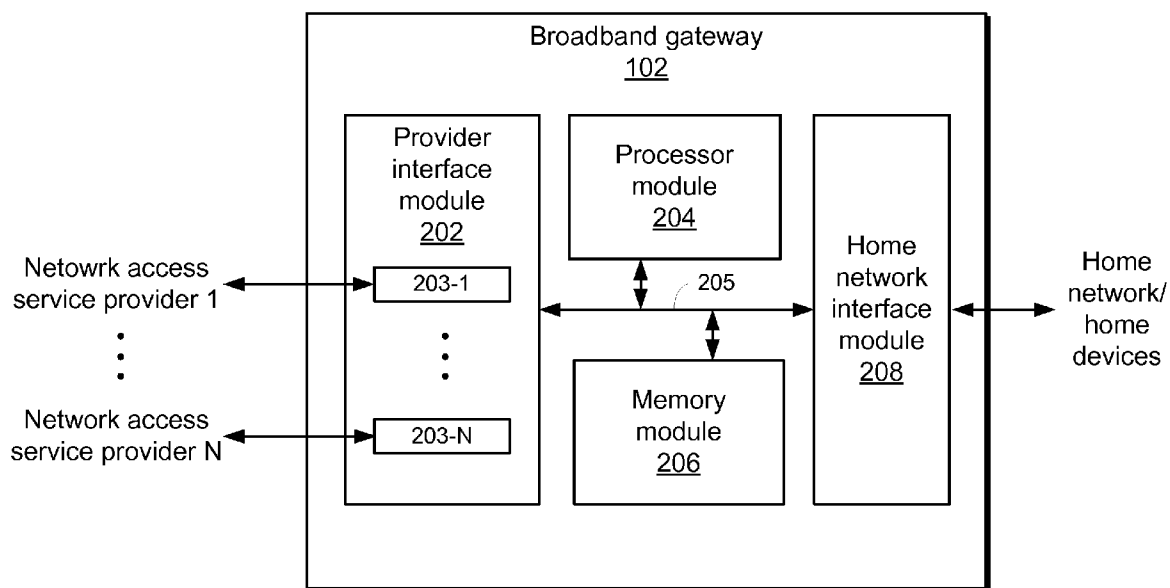 Broadband gateway
102
Provider
interface
module
202
203-1
203-N
Processor
module
204
205
Memory
module
206
Home
network
interface
module
208
Netowrk access
service provider 1
Network access
service provider N
Home
network/
home
devices